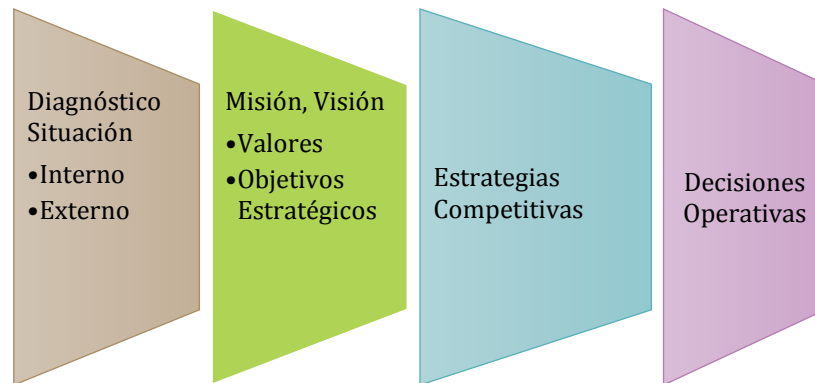 Diagnóstico
Situación
•Interno
•Externo
Misión, Visión
•Valores
•Objetivos
Estratégicos
Estrategias
Competitivas
Decisiones
Operativas